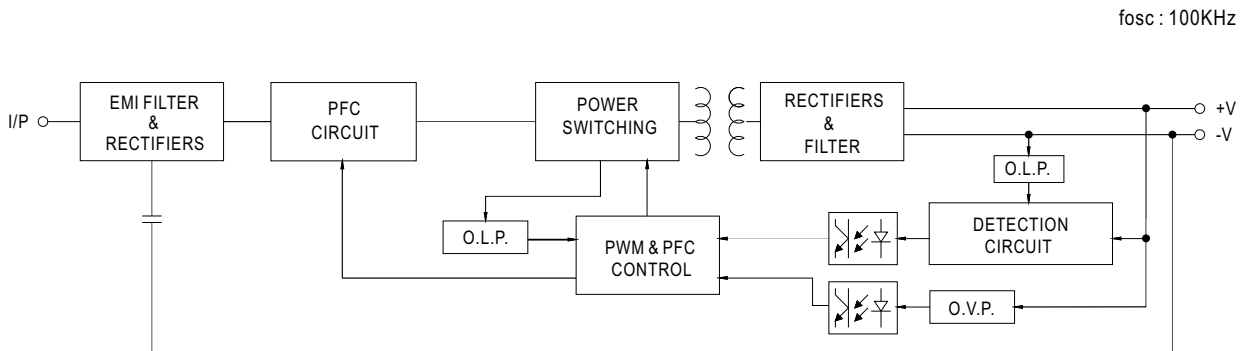 fosc : 100KHz
I/P
EMI FILTER
&
RECTIFIERS
PFC
CIRCUIT
POWER
SWITCHING
RECTIFIERS
&
FILTER
+V
-V
O.L.P.
O.L.P.
PWM & PFC
CONTROL
DETECTION
CIRCUIT
O.V.P.